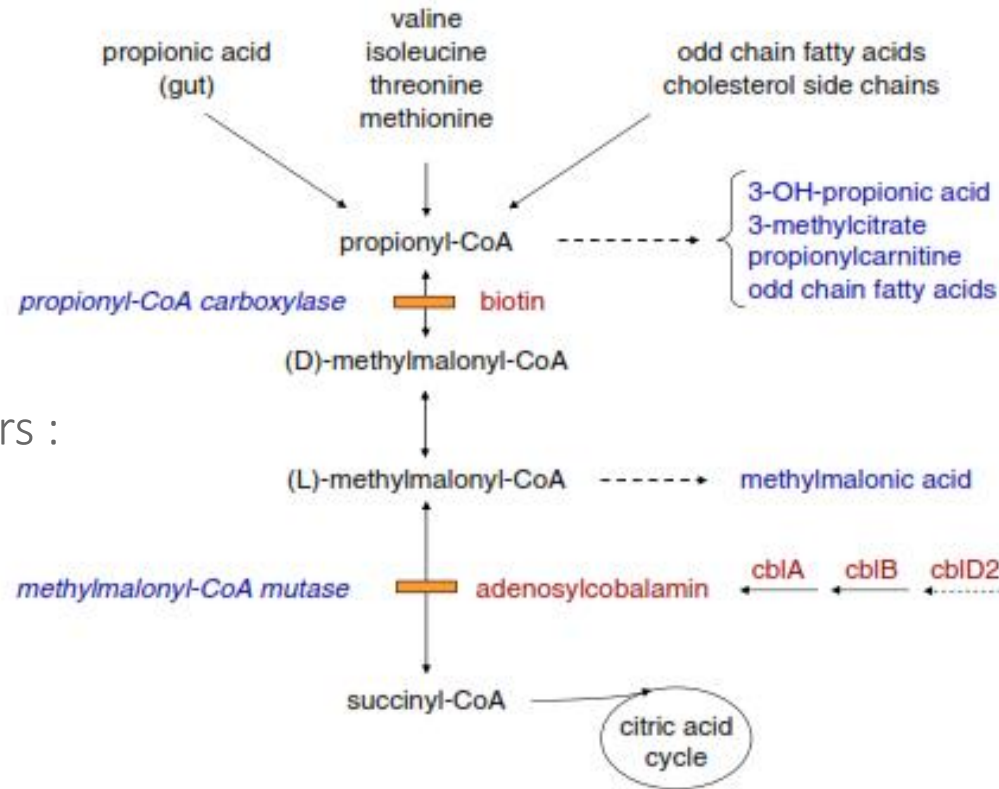 propionic acid
(gut)
valine
isoleucine
threonine
methionine
odd chain fatty acids
cholesterol side chains
propionyl-CoA
3-OH-propionic acid
3-methylcitrate
propionylcarnitine
odd chain fatty acids
propionyl-CoA carboxylase
biotin
(D)-methylmalonyl-CoA
rs :
(L)-methylmalonyl-CoA
methylmalonic acid
methylmalonyl-CoA mutase
adenosylcobalamin
cblA
cblB
cblD2
succinyl-CoA
citric acid
cycle